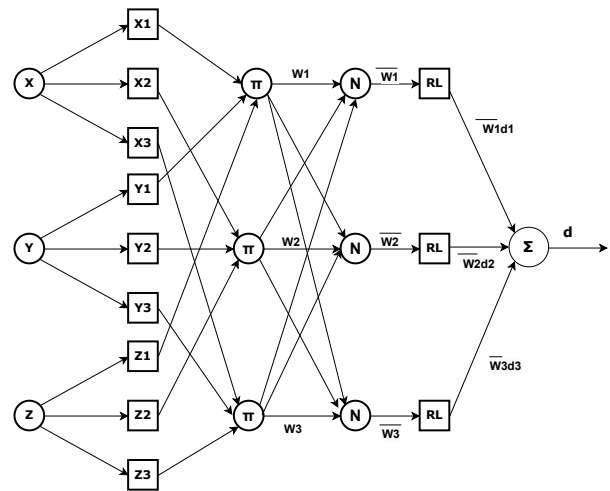 X1
X
X2
π
W1
N
W1
RL
X3
W1d1
Y1
Y
Y2
π
W2
N
W2
RL
W2d2
Σ
d
Y3
Z1
W3d3
Z
Z2
π
W3
N
W3
RL
Z3